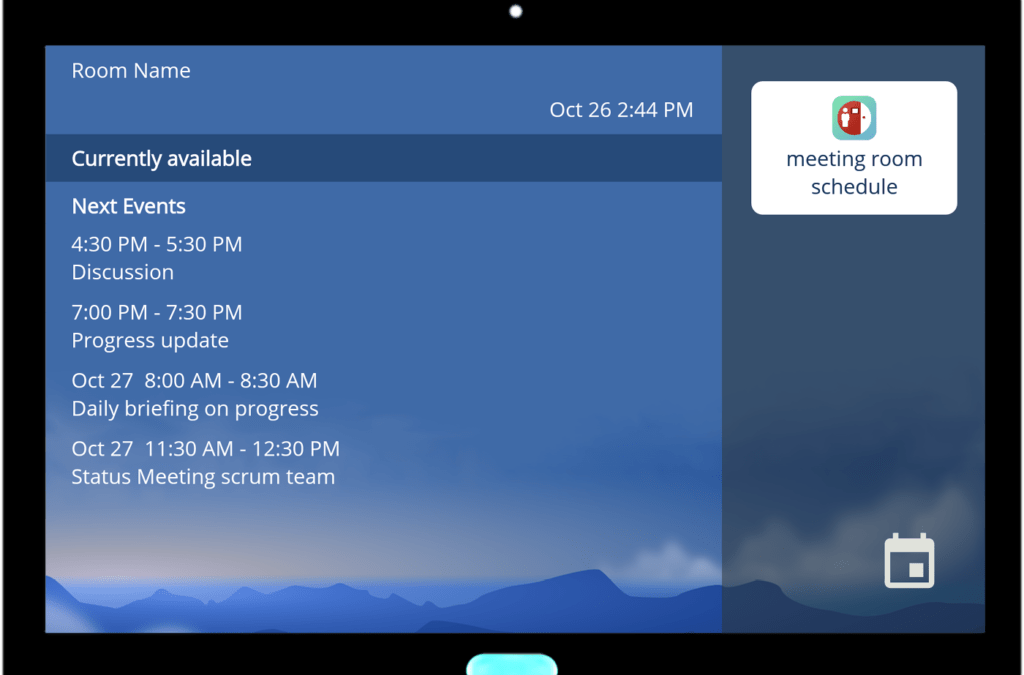 Room Name
Oct 26 2:44 PM
Currently available
Next Events
4:30 PM - 5:30 PM
Discussion
7:00 PM - 7:30 PM
Progress update
Oct 27  8:00 AM - 8:30 AM
Daily briefing on progress
Oct 27  11:30 AM - 12:30 PM
Status Meeting scrum team
meeting room
schedule